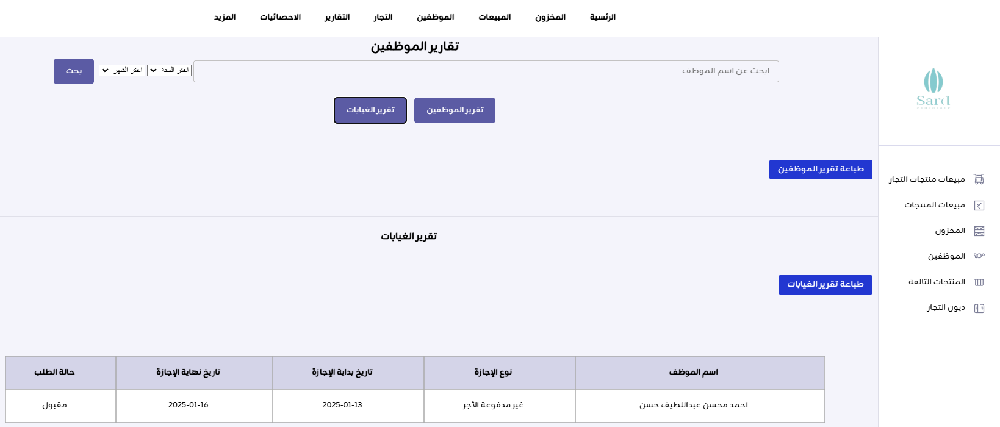 الرئسية المخزون المبيعات الموظفين التجار التقارير الاحصائيات المزيد
Sard
مبيعات منتجات التجار
مبيعات المنتجات
المخزون
الموظفين
المنتجات التالفة
ديون التجار
تقارير الموظفين
ابحث عن اسم الموظف اختر السنة اختر الشهر بحث
تقرير الموظفين تقرير الغيابات
طباعة تقرير الموظفين
تقرير الغيابات
طباعة تقرير الغيابات
اسم الموظف نوع الإجازة تاريخ بداية الإجازة تاريخ نهاية الإجازة حالة الطلب
احمد محسن عبداللطيف حسن غير مدفوعة الأجر 2025-01-13 2025-01-16 مقبول